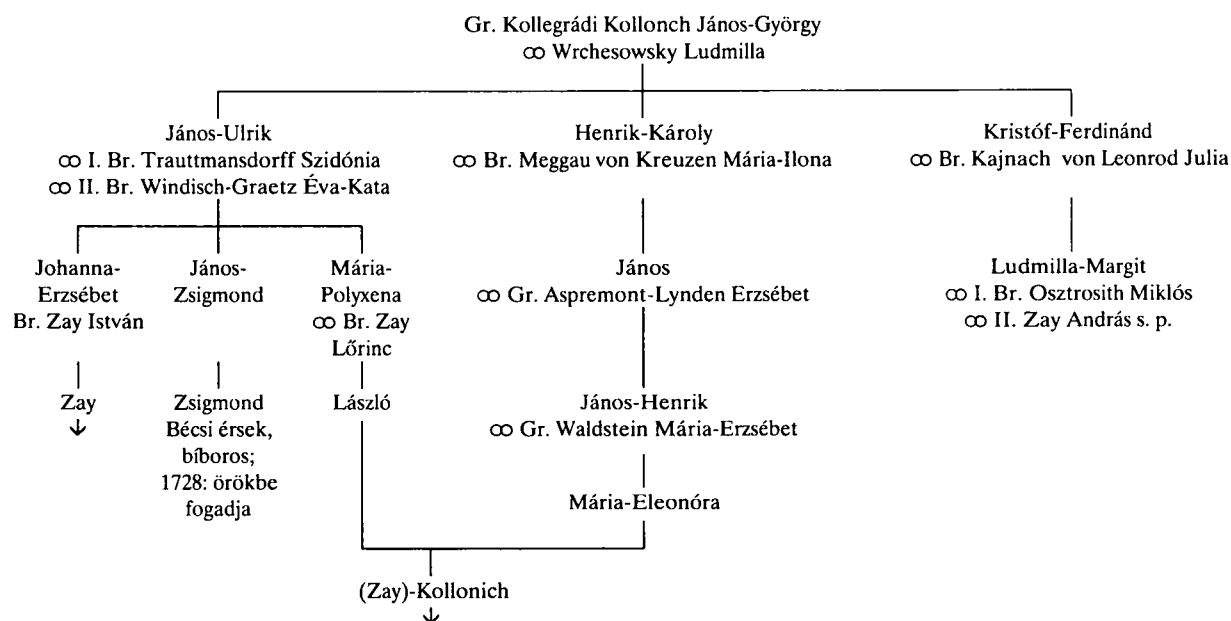 Gr. Kollegrádi Kollonch János-György
∞ Wrchesowsky Ludmilla
János-Ulrik
∞ I. Br. Trauttmansdorff Szidónia
∞ II. Br. Windisch-Graetz Éva-Kata
Henrik-Károly
∞ Br. Meggau von Kreuzen Mária-Ilona
Kristóf-Ferdinánd
∞ Br. Kajnach von Leonrod Julia
Johanna-
Erzsébet
Br. Zay István
János-
Zsigmond
Mária-
Polyxena
∞ Br. Zay
Lőrinc
János
∞ Gr. Aspremont-Lynden Erzsébet
Ludmilla-Margit
∞ I. Br. Osztrosith Miklós
∞ II. Zay András s. p.
Zay
↓
Zsigmond
Bécsi érsek,
bíboros;
1728: örökbe
fogadja
László
János-Henrik
∞ Gr. Waldstein Mária-Erzsébet
Mária-Eleonóra
(Zay)-Kollonich
↓